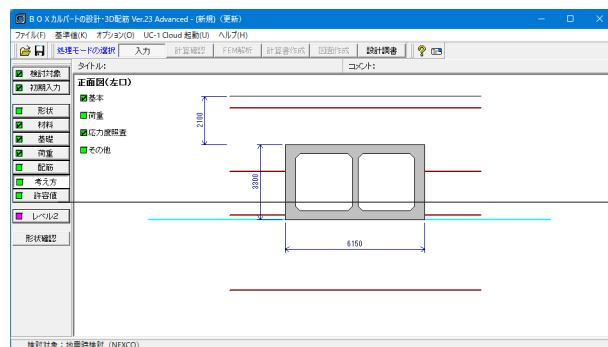 BOXカルバートの設計・3D配筋 Ver.23 Advanced - (新規) (更新)
ファイル(F) 基準値(K) オプション(O) UC-1 Cloud 起動(U) ヘルプ(H)
処理モードの選択 入力 計算確認 FEM解析 計算書作成 図面作成 設計調書
タイトル: コメント:
検討対象
初期入力
形状
材料
基礎
荷重
配筋
考え方
許容値
レベル2
形状確認
正面図(左口)
基本
荷重
応力度照査
その他
2100
3300
6150
検討対象:地震時検討 (NEXCO)